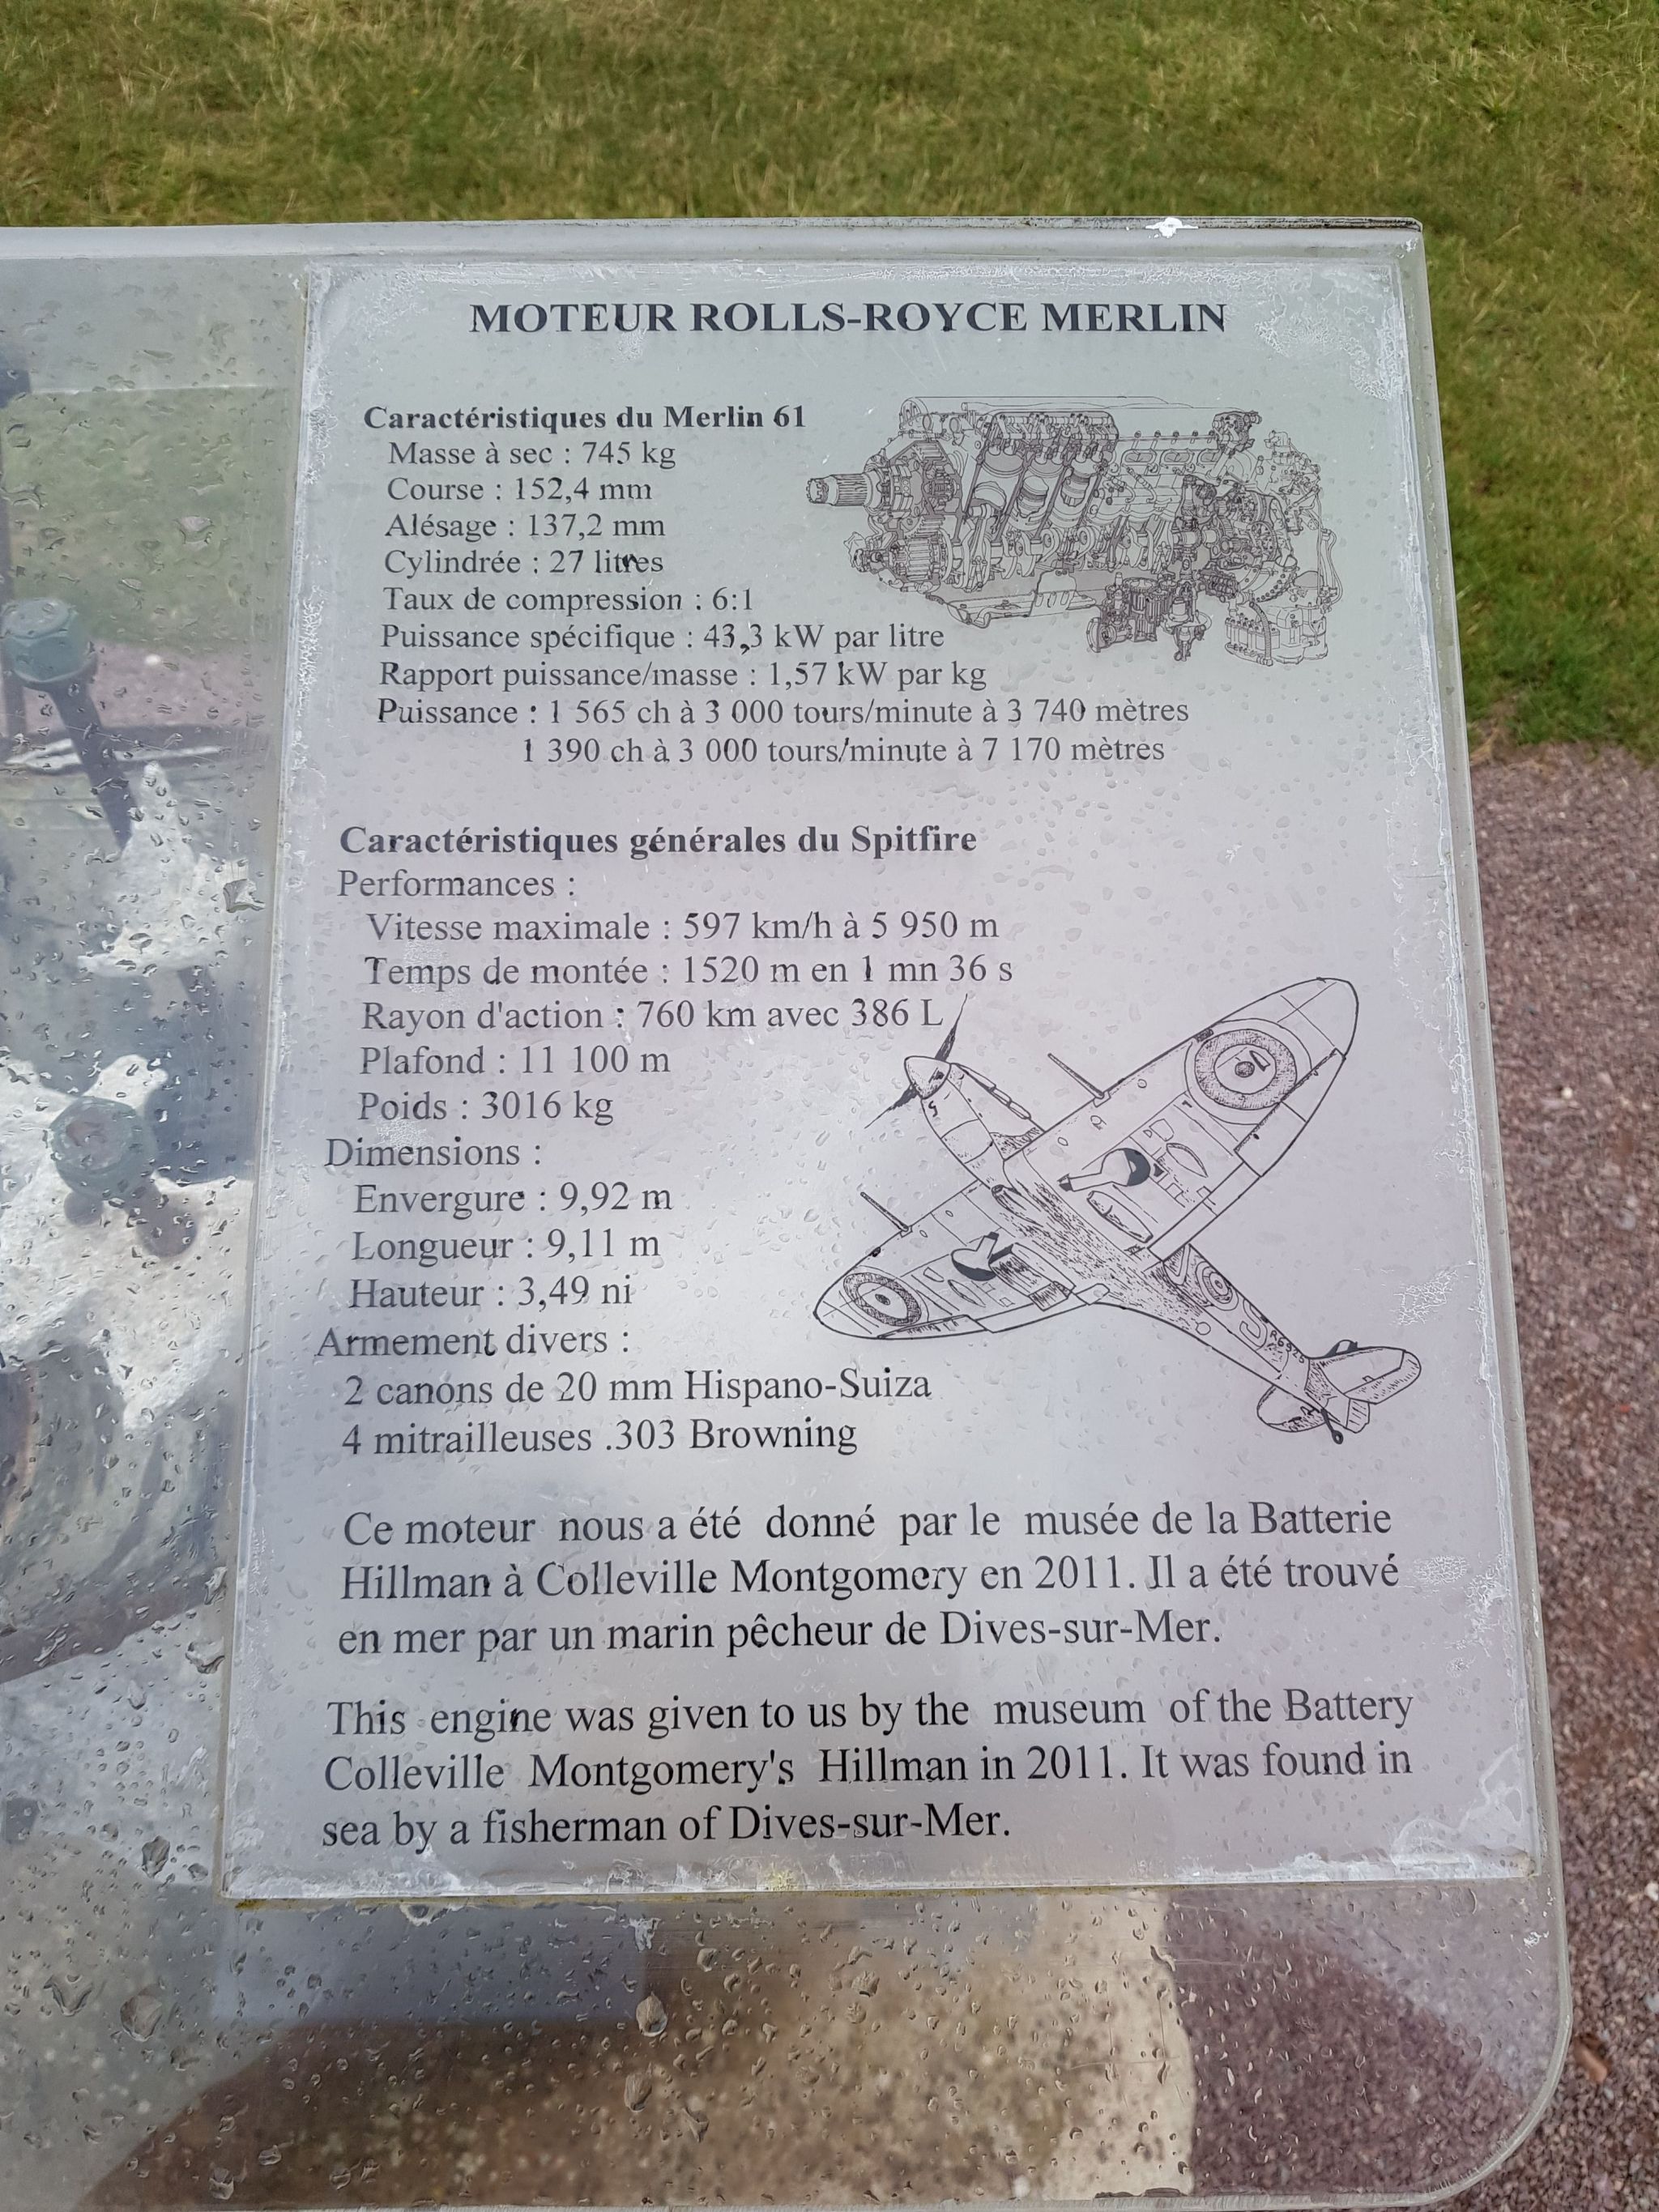 MOTEUR ROLLS-ROYCE MERLIN
Caractéristiques du Merlin 61
Masse à sec : 745 kg
Course : 152,4 mm
Alésage : 137,2 mm
Cylindrée : 27 litres
Taux de compression : 6:1
Puissance spécifique : 43,3 kW par litre
Rapport puissance/masse : 1,57 kW par kg
Puissance : 1 565 ch à 3 000 tours/minute à 3 740 mètres
1 390 ch à 3 000 tours/minute à 7 170 mètres
Caractéristiques générales du Spitfire
Performances :
Vitesse maximale : 597 km/h à 5 950 m
Temps de montée : 1520 m en 1 mn 36 s
Rayon d'action : 760 km avec 386 L
Plafond : 11 100 m
Poids : 3016 kg
Dimensions :
Envergure : 9,92 m
Longueur : 9,11 m
Hauteur : 3,49 ni
Armement divers :
2 canons de 20 mm Hispano-Suiza
4 mitrailleuses .303 Browning
Ce moteur nous a été donné par le musée de la Batterie
Hillman à Colleville Montgomery en 2011. Il a été trouvé
en mer par un marin pêcheur de Dives-sur-Mer.
This engine was given to us by the museum of the Battery
Colleville Montgomery's Hillman in 2011. It was found in
sea by a fisherman of Dives-sur-Mer.